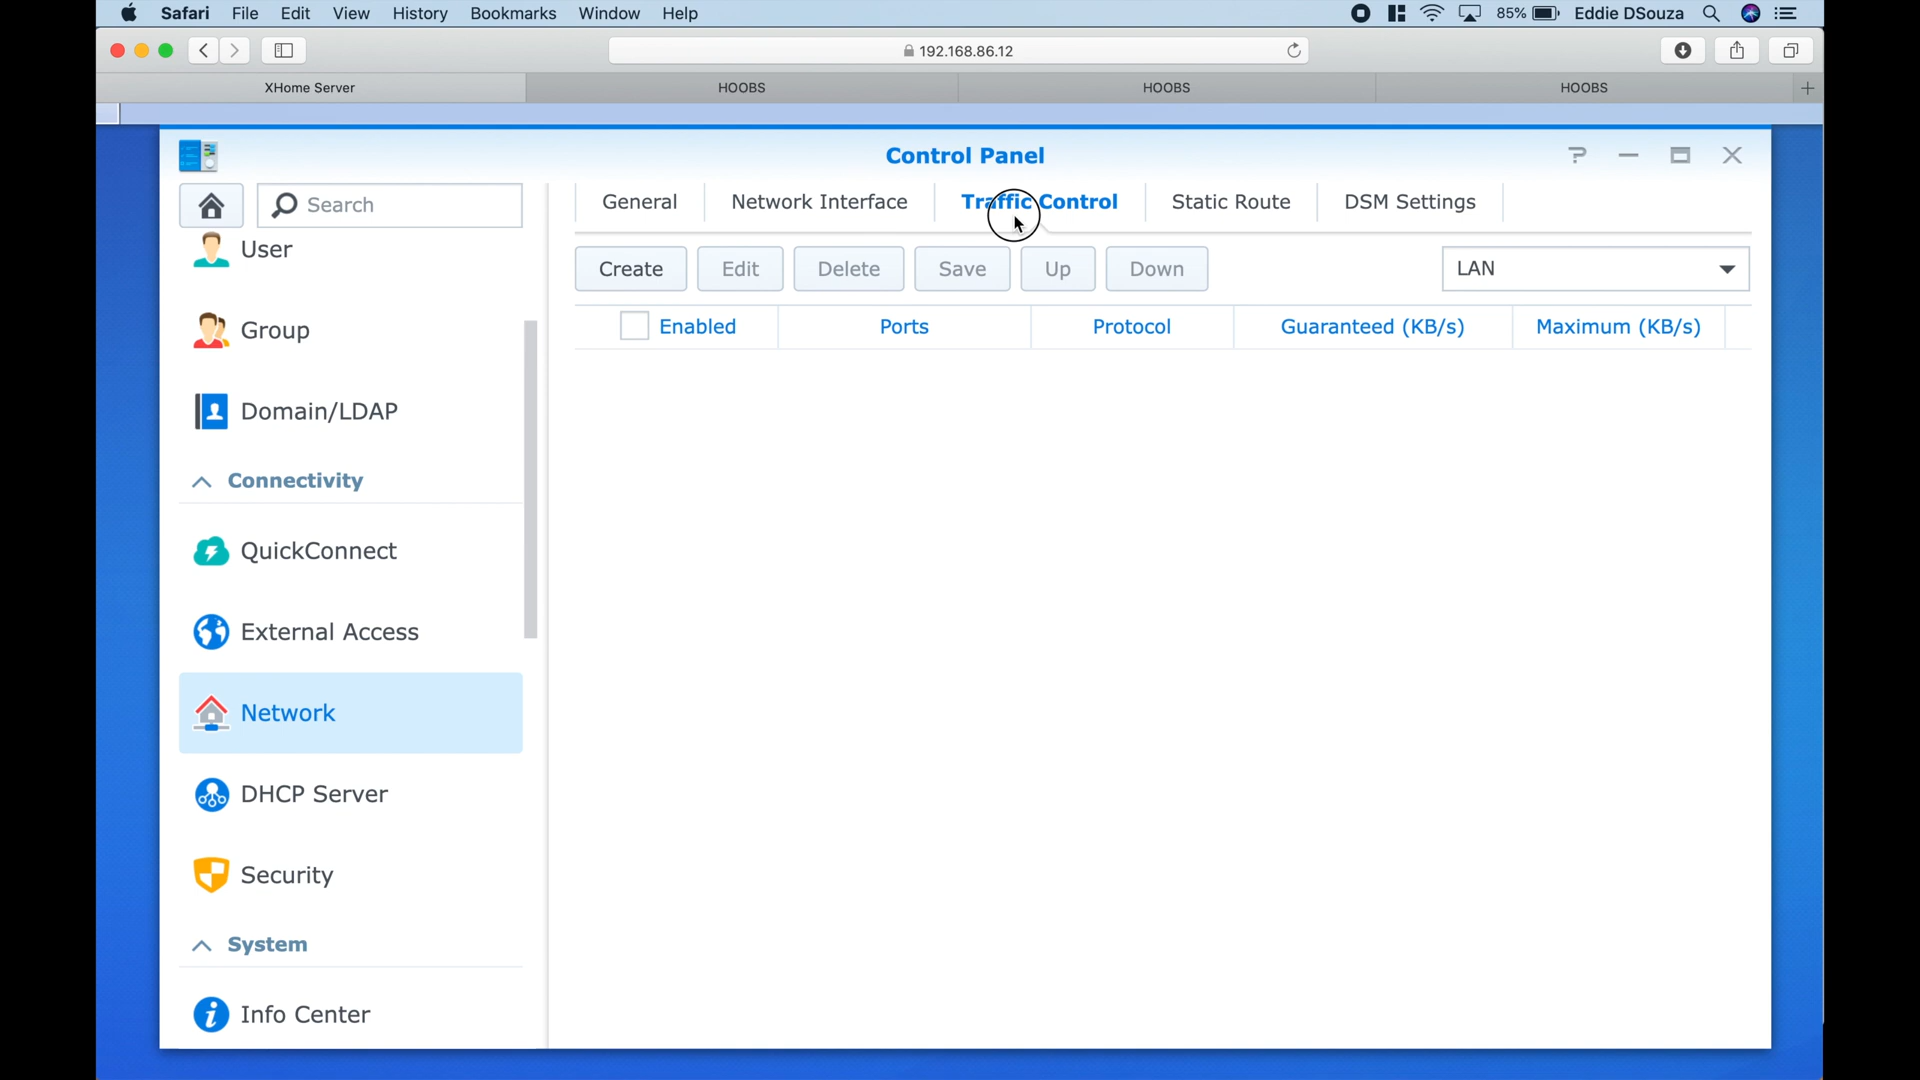 Safari File Edit View History Bookmarks Window Help 85% Eddie DSouza
192.168.86.12
XHome Server HOOBS HOOBS HOOBS
Control Panel
Search
General Network Interface Traffic Control Static Route DSM Settings
User
Create Edit Delete Save Up Down LAN
Enabled Ports Protocol Guaranteed (KB/s) Maximum (KB/s)
Group
Domain/LDAP
Connectivity
QuickConnect
External Access
Network
DHCP Server
Security
System
Info Center